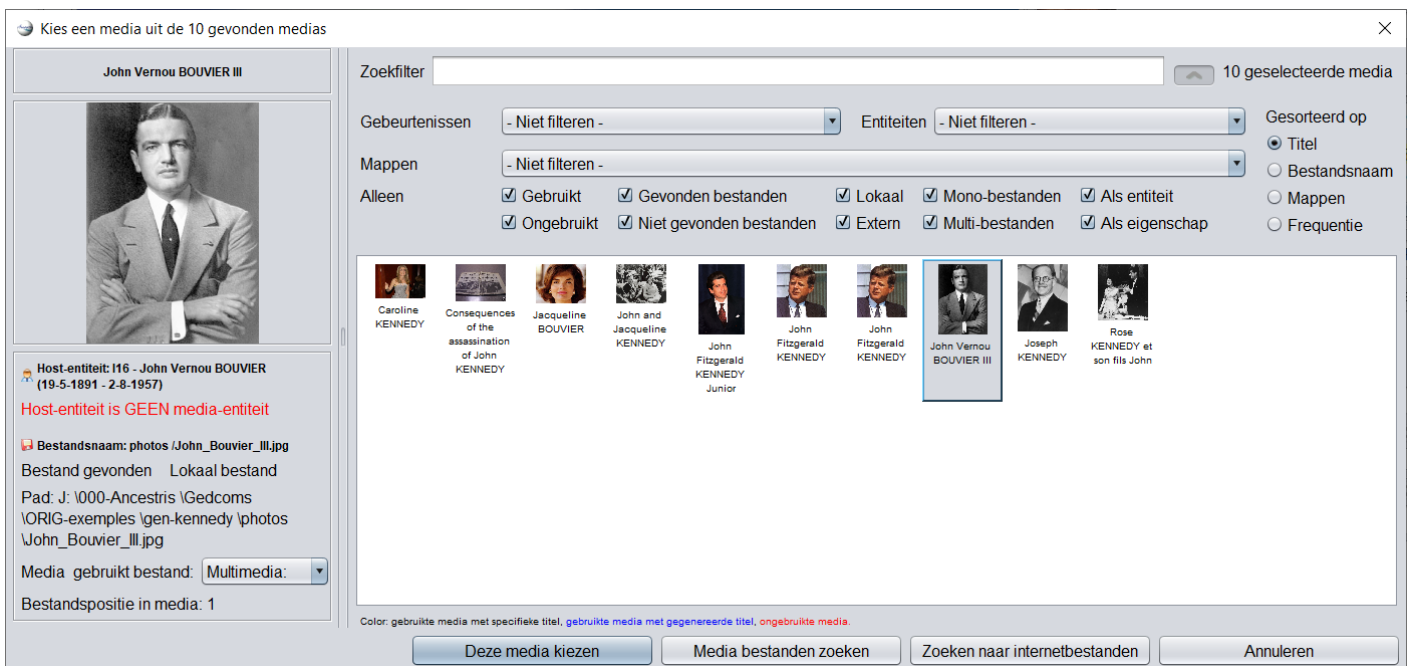 Kies een media uit de 10 gevonden medias
John Vernou BOUVIER III
Host-entiteit: I16 - John Vernou BOUVIER
(19-5-1891 - 2-8-1957)
Host-entiteit is GEEN media-entiteit
Bestandsnaam: photos /John_Bouvier_III.jpg
Bestand gevonden Lokaal bestand
Pad: J: \000-Ancestris \Gedcoms
\ORIG-exemples \gen-kennedy \photos
\John_Bouvier_III.jpg
Media gebruikt bestand: Multimedia:
Bestandspositie in media: 1
Zoekfilter
10 geselecteerde media
Gebeurtenissen - Niet filteren - Entiteiten - Niet filteren -
Mappen - Niet filteren -
Alleen Gebruikt Gevonden bestanden Lokaal Mono-bestanden Als entiteit
Ongebruikt Niet gevonden bestanden Extern Multi-bestanden Als eigenschap
Gesorteerd op
Titel
Bestandsnaam
Mappen
Frequentie
Caroline
KENNEDY
Consequences
of the
assassination
of John
KENNEDY
Jacqueline
BOUVIER
John and
Jacqueline
KENNEDY
John
Fitzgerald
KENNEDY
Junior
John
Fitzgerald
KENNEDY
John
Fitzgerald
KENNEDY
John Vernou
BOUVIER III
Joseph
KENNEDY
Rose
KENNEDY et
son fils John
Color: gebruikte media met specifieke titel, gebruikte media met gegenereerde titel, ongebruikte media.
Deze media kiezen
Media bestanden zoeken
Zoeken naar internetbestanden
Annuleren